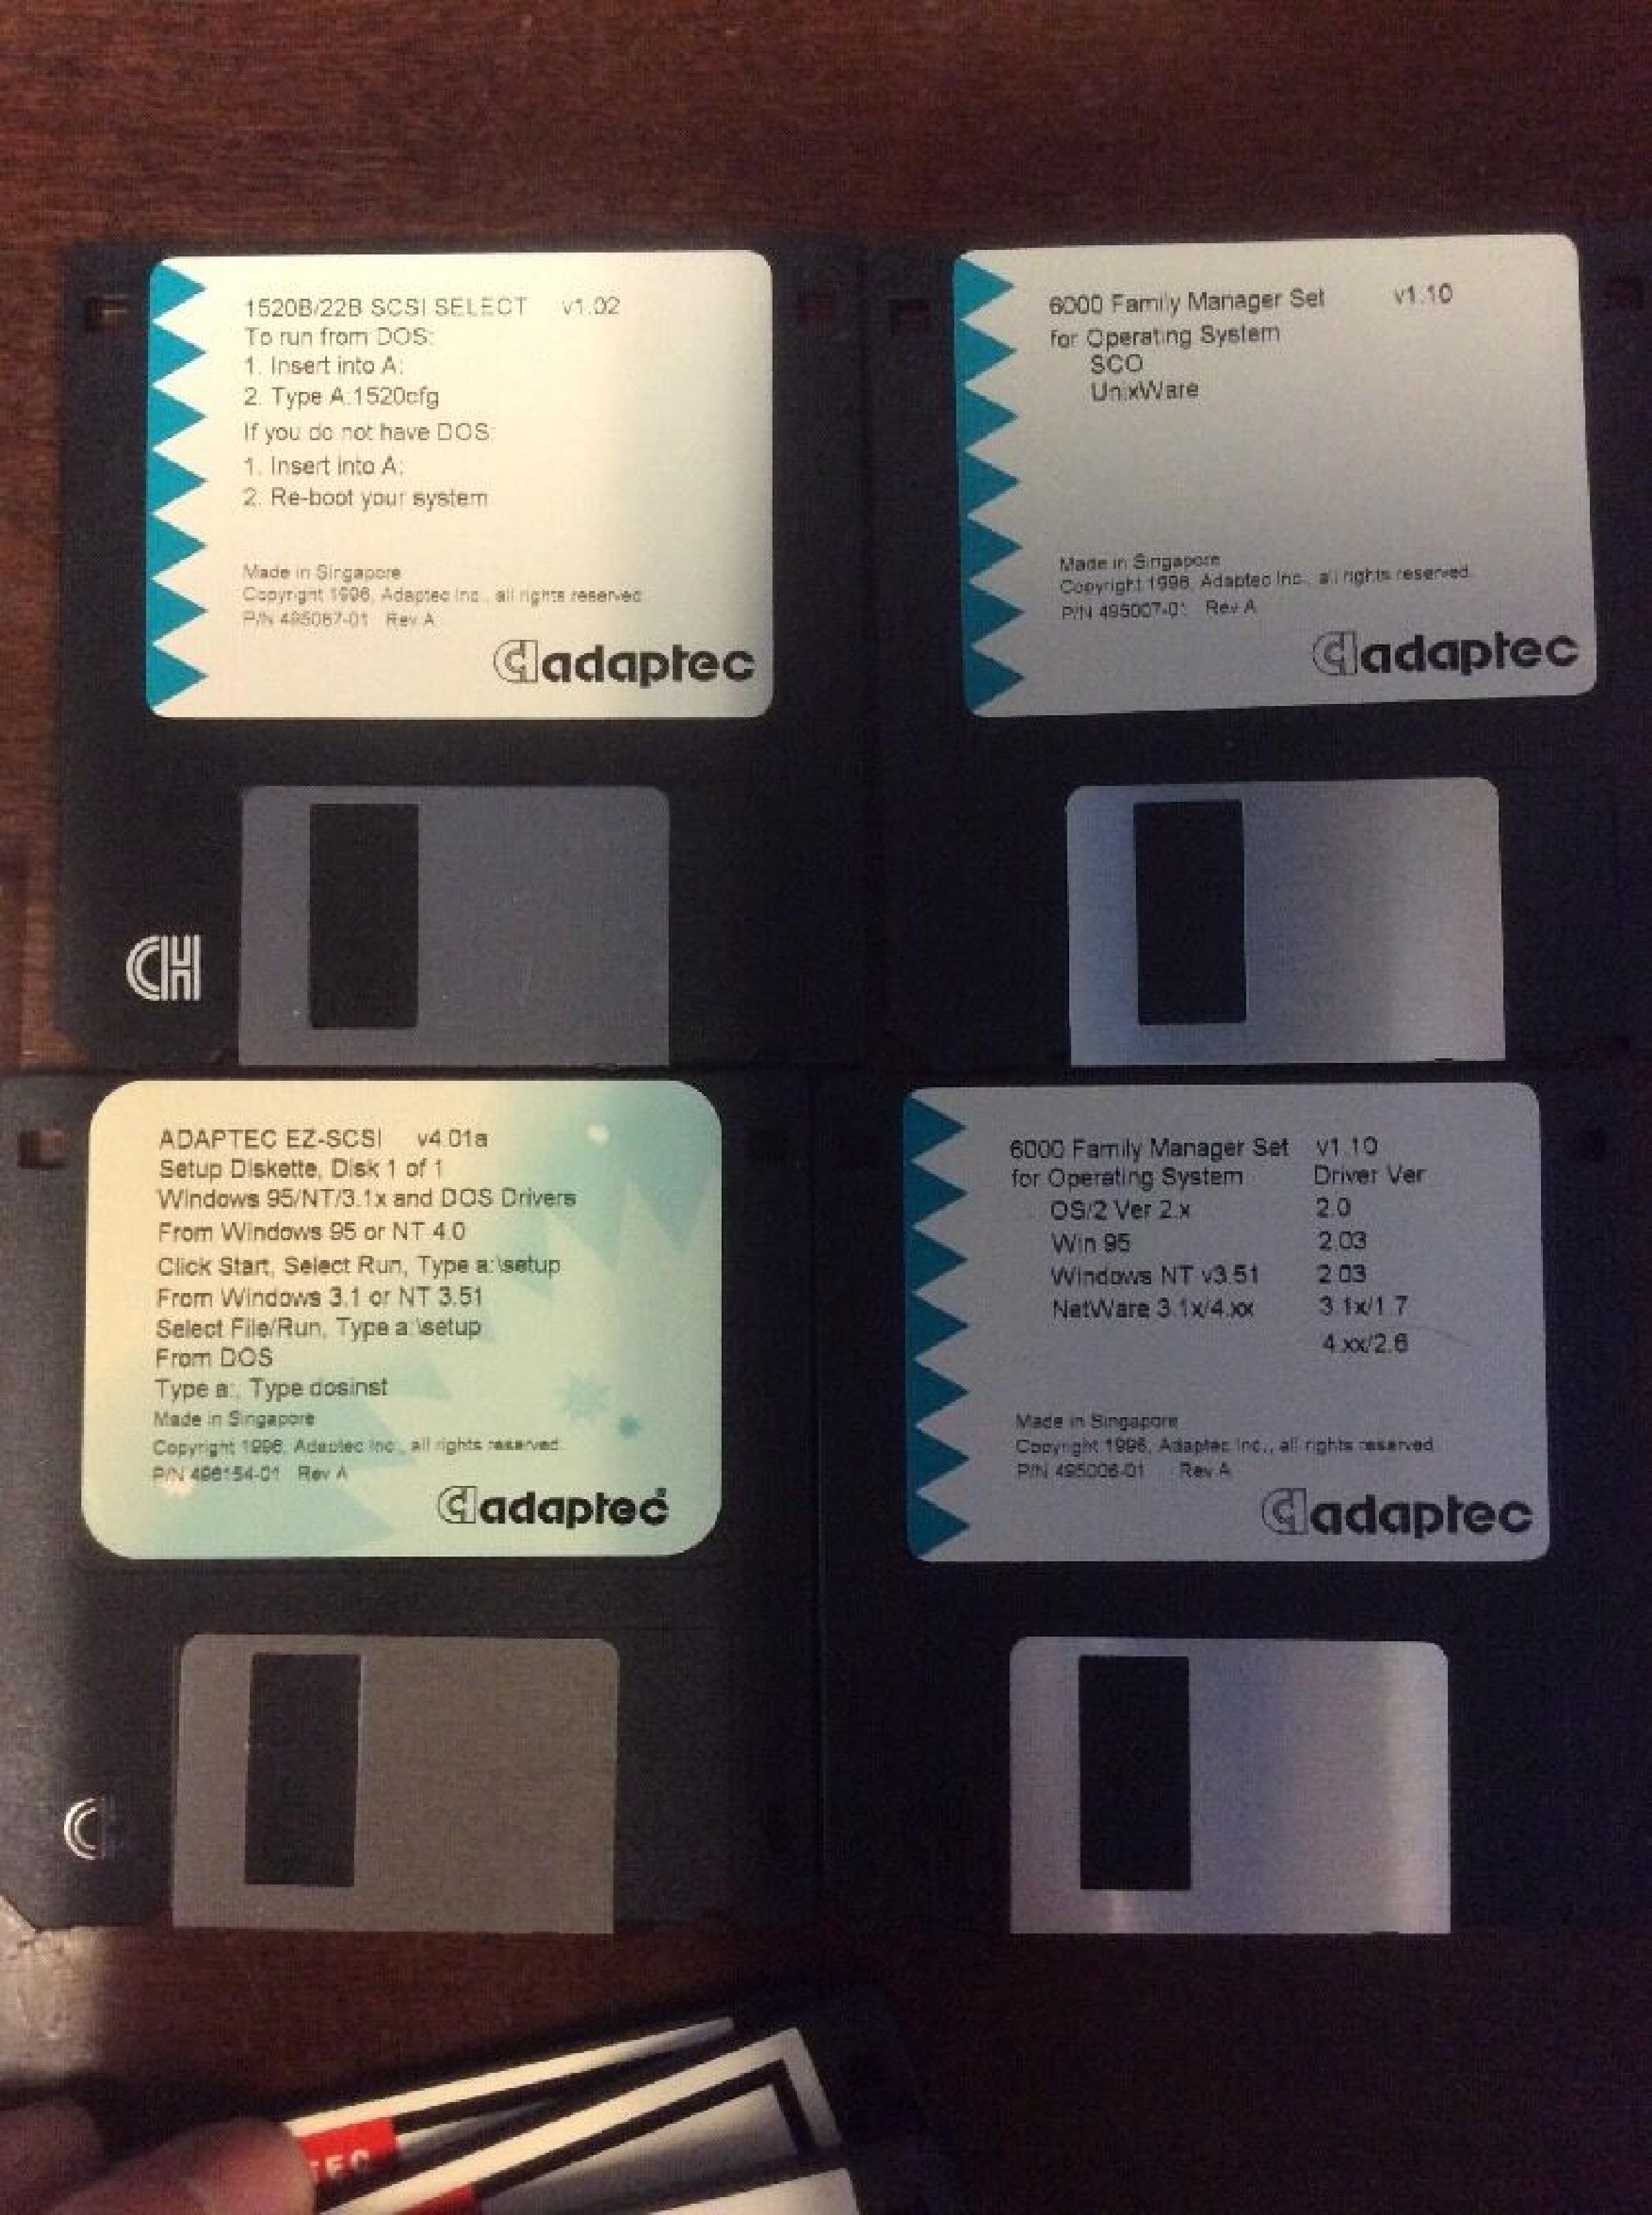 1520B/22B SCSI SELECT v1.02
To run from DOS:
1. Insert into A:
2. Type A:1520cfg
If you do not have DOS:
1. Insert into A:
2. Re-boot your system
Made in Singapore
Copyright 1996, Adaptec Inc., all rights reserved.
P/N 495067-01 Rev A
adaptec
CH
6000 Family Manager Set v1.10
for Operating System
SCO
UnixWare
Made in Singapore
Copyright 1996, Adaptec Inc., all rights reserved.
P/N 495007-01 Rev A
adaptec
ADAPTEC EZ-SCSI v4.01a
Setup Diskette, Disk 1 of 1
Windows 95/NT/3.1x and DOS Drivers
From Windows 95 or NT 4.0
Click Start, Select Run, Type a:\setup
From Windows 3.1 or NT 3.51
Select File/Run, Type a:\setup
From DOS
Type a:, Type dosinst
Made in Singapore
Copyright 1996, Adaptec Inc., all rights reserved.
P/N 496154-01 Rev A
adaptec®
C
6000 Family Manager Set v1.10
for Operating System Driver Ver
OS/2 Ver 2.x 2.0
Win 95 2.03
Windows NT v3.51 2.03
NetWare 3.1x/4.xx 3.1x/1.7
4.xx/2.6
Made in Singapore
Copyright 1996, Adaptec Inc., all rights reserved
P/N 495006-01 Rev A
adaptec
TEC